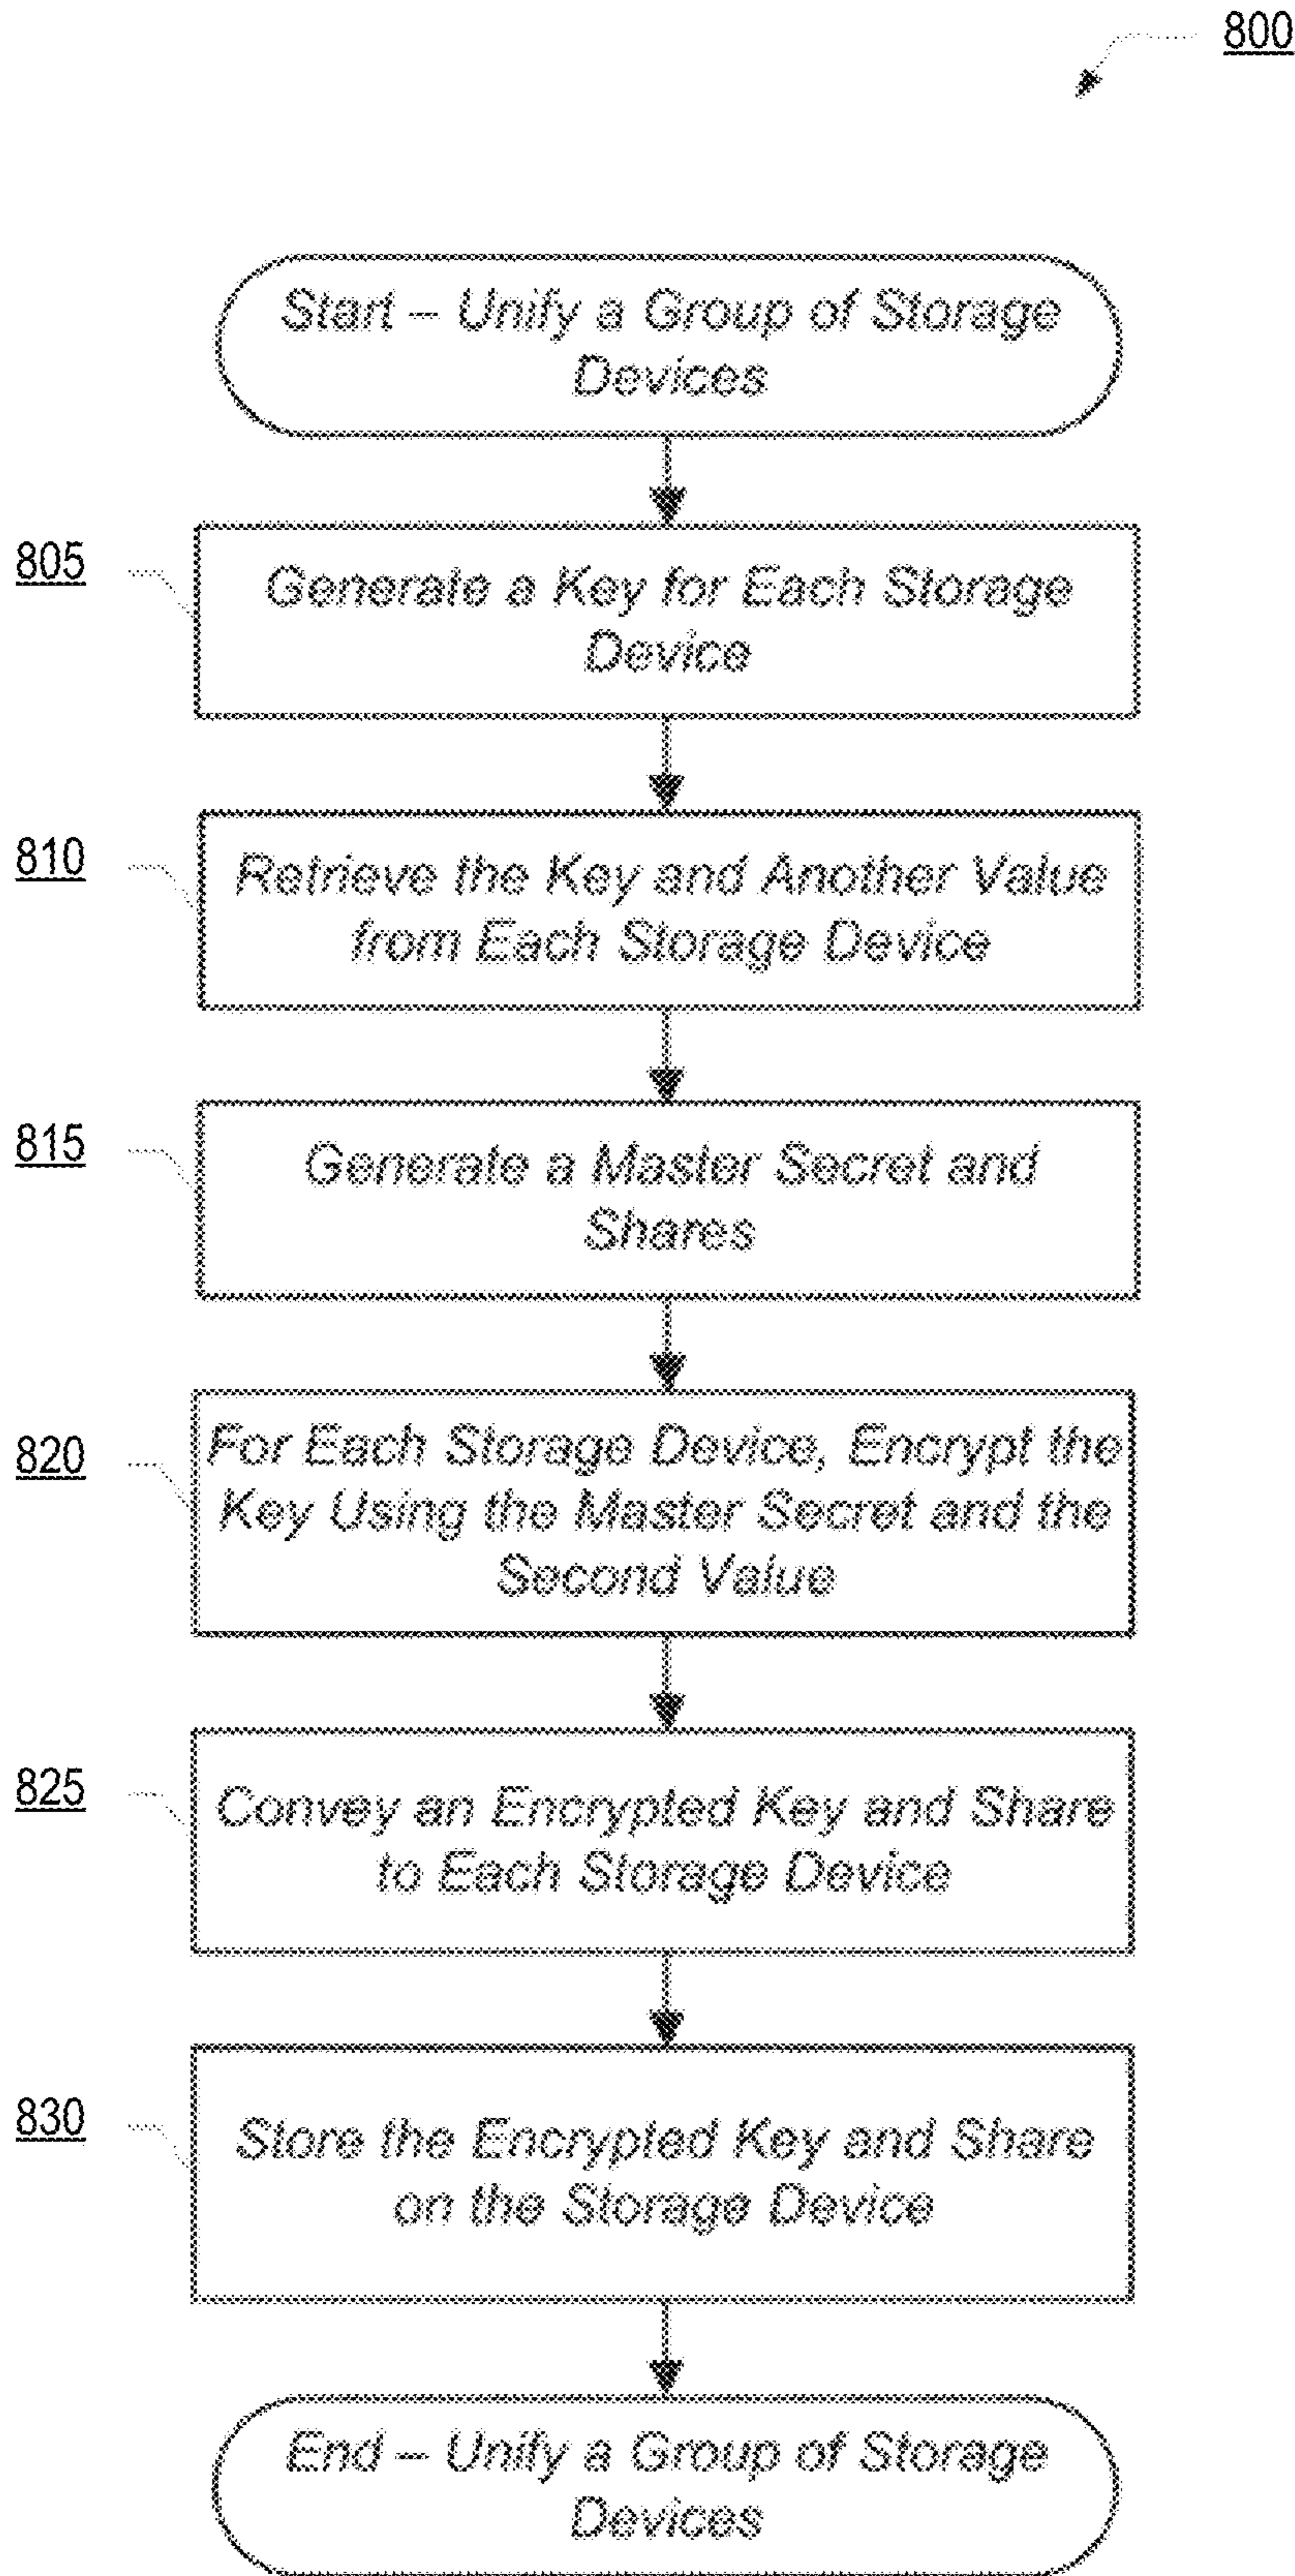 800
Start – Unify a Group of Storage
Devices
805
Generate a Key for Each Storage
Device
810
Retrieve the Key and Another Value
from Each Storage Device
815
Generate a Master Secret and
Shares
820
For Each Storage Device, Encrypt the
Key Using the Master Secret and the
Second Value
825
Convey an Encrypted Key and Share
to Each Storage Device
830
Store the Encrypted Key and Share
on the Storage Device
End – Unify a Group of Storage
Devices